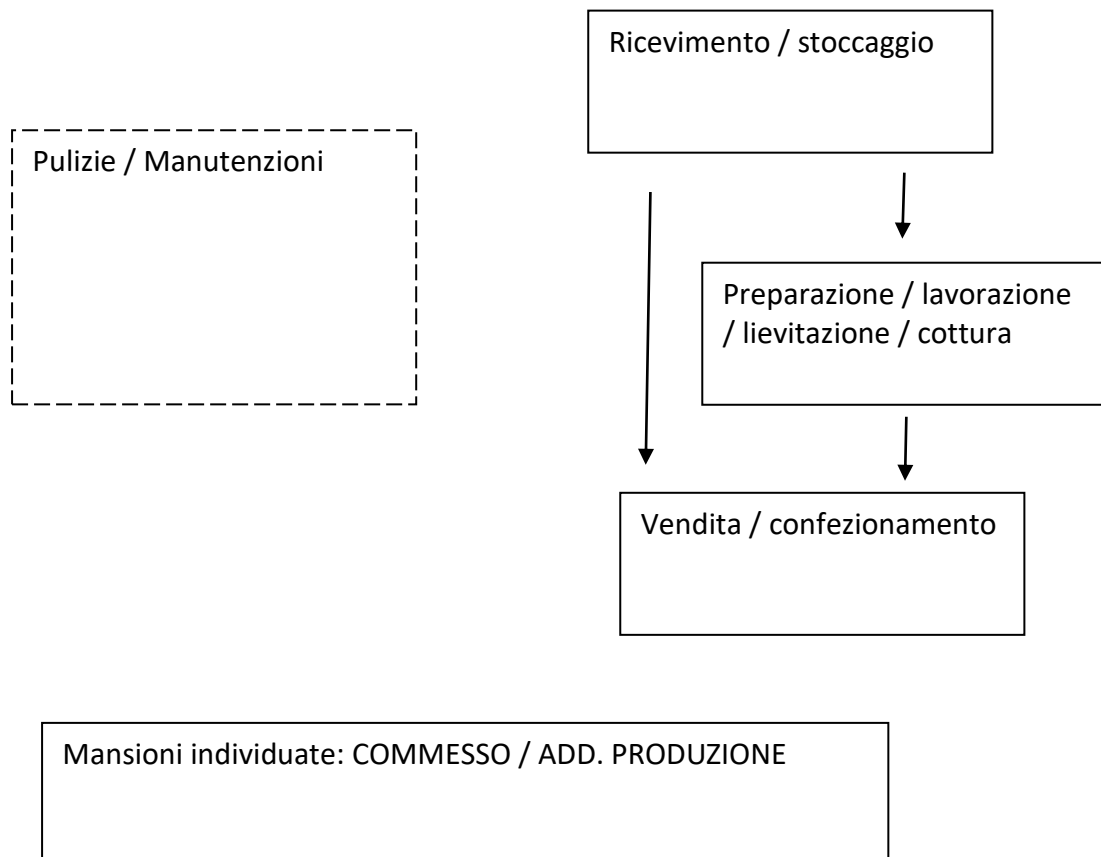 Ricevimento / stoccaggio
Pulizie / Manutenzioni
Preparazione / lavorazione
/ lievitazione / cottura
Vendita / confezionamento
Mansioni individuate: COMMESSO / ADD. PRODUZIONE